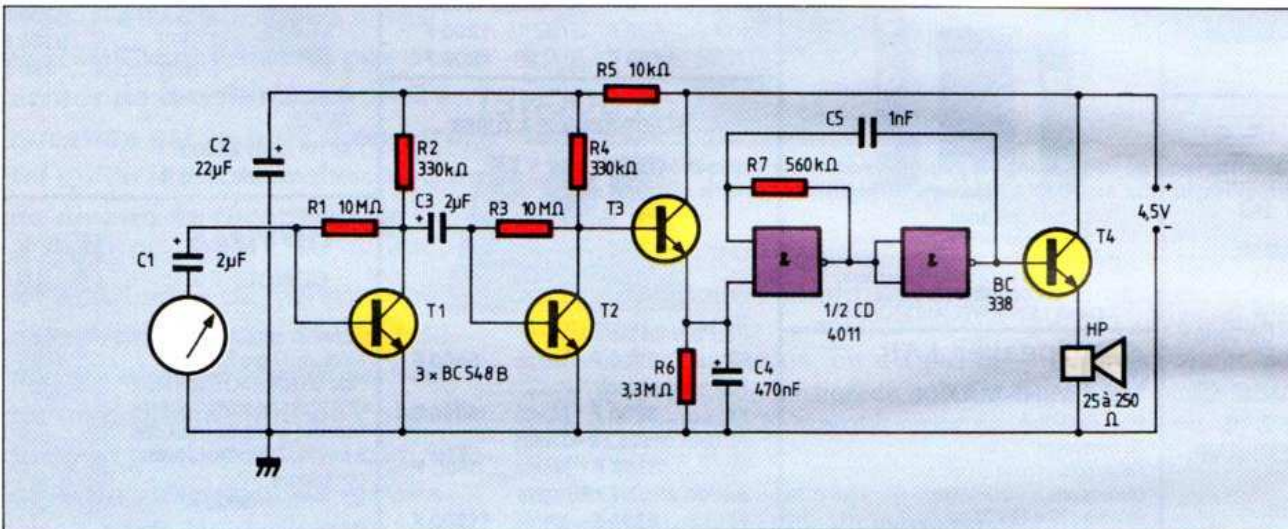 R5 10kΩ
C5
1nF
C2
22µF
+
R2
330kΩ
R4
330kΩ
R7 560kΩ
R1 10MΩ
C3
2µF
+
R3 10MΩ
T3
+
4,5V
−
C1
+
2µF
&
&
T4
T1
T2
1/2 CD
4011
BC
338
HP
3 × BC548B
R6
3,3MΩ
+
C4
470nF
25 à 250
Ω